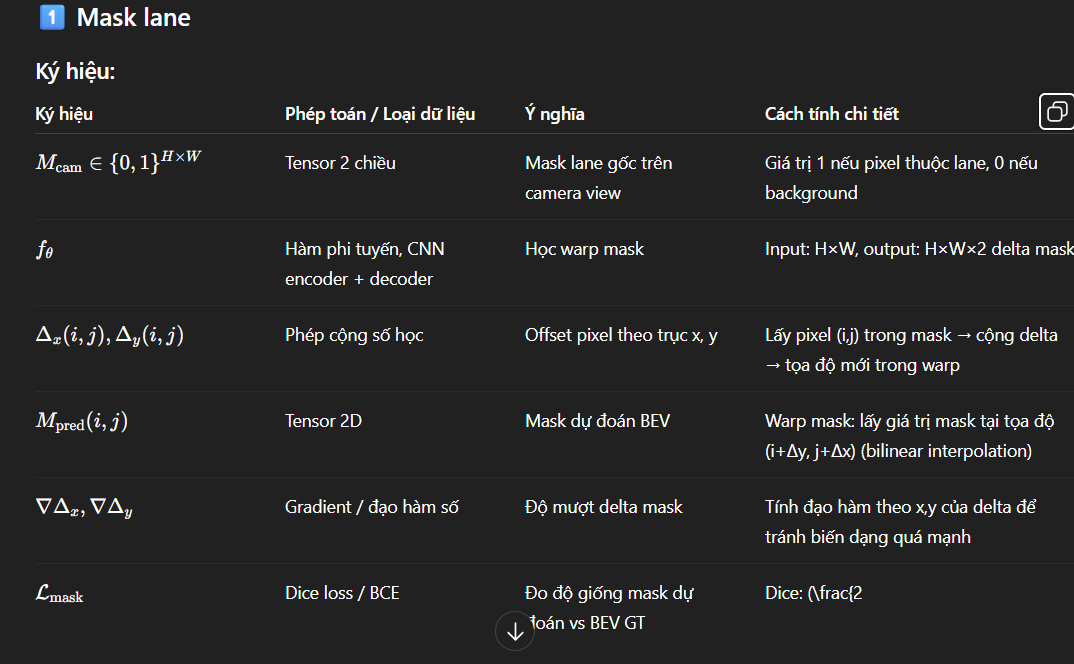 1 Mask lane
Ký hiệu:
Ký hiệu Phép toán / Loại dữ liệu Ý nghĩa Cách tính chi tiết
M_cam ∈ {0, 1}^{H×W} Tensor 2 chiều Mask lane gốc trên Giá trị 1 nếu pixel thuộc lane, 0 nếu
camera view background
f_θ Hàm phi tuyến, CNN Học warp mask Input: H×W, output: H×W×2 delta mask
encoder + decoder
Δ_x(i, j), Δ_y(i, j) Phép cộng số học Offset pixel theo trục x, y Lấy pixel (i,j) trong mask → cộng delta
→ tọa độ mới trong warp
M_pred(i, j) Tensor 2D Mask dự đoán BEV Warp mask: lấy giá trị mask tại tọa độ
(i+Δy, j+Δx) (bilinear interpolation)
∇Δ_x, ∇Δ_y Gradient / đạo hàm số Độ mượt delta mask Tính đạo hàm theo x,y của delta để
tránh biến dạng quá mạnh
ℒ_mask Dice loss / BCE Đo độ giống mask dự Dice: (\frac{2
đoán vs BEV GT